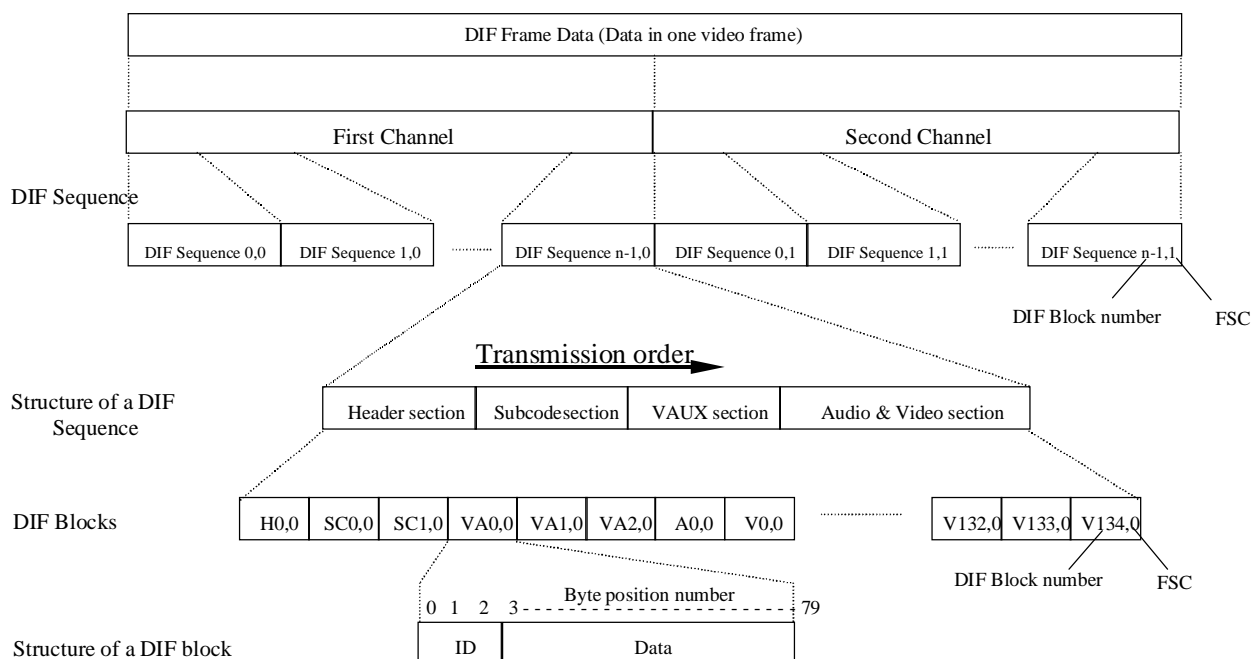 DIF Frame Data (Data in one video frame)
First Channel
Second Channel
DIF Sequence
DIF Sequence 0,0
DIF Sequence 1,0
DIF Sequence n-1,0
DIF Sequence 0,1
DIF Sequence 1,1
DIF Sequence n-1,1
DIF Block number
FSC
Transmission order
Structure of a DIF
Sequence
Header section
Subcodesection
VAUX section
Audio & Video section
DIF Blocks
H0,0
SC0,0
SC1,0
VA0,0
VA1,0
VA2,0
A0,0
V0,0
V132,0
V133,0
V134,0
DIF Block number
FSC
Byte position number
0 1 2 3 79
Structure of a DIF block
ID
Data